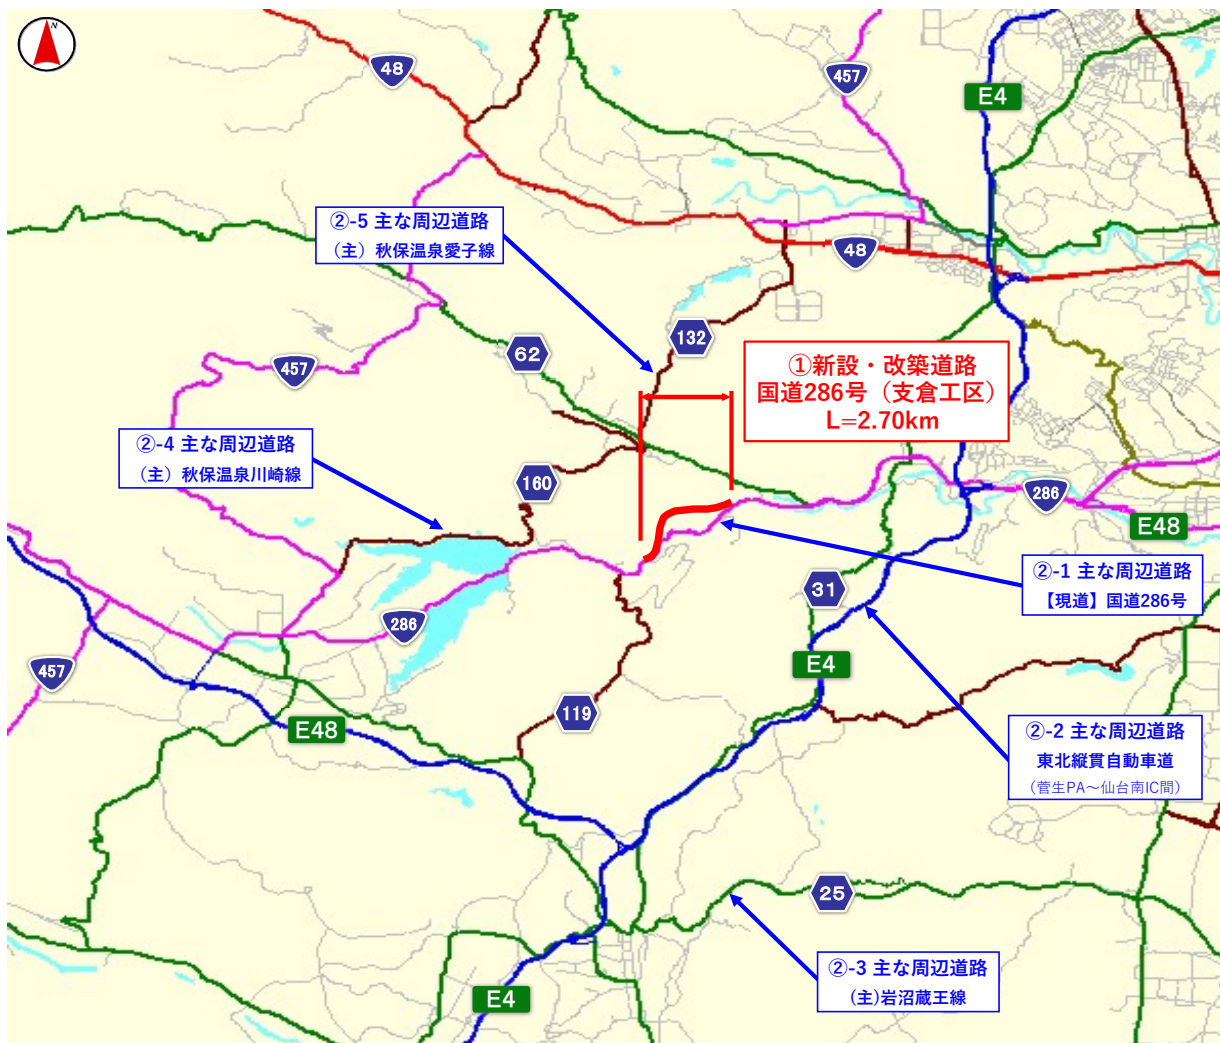 N
48
457
E4
②-5 主な周辺道路
（主）秋保温泉愛子線
48
132
62
457
①新設・改築道路
国道286号（支倉工区）
L=2.70km
②-4 主な周辺道路
（主）秋保温泉川崎線
160
286
E48
②-1 主な周辺道路
【現道】国道286号
31
286
457
E4
119
E48
②-2 主な周辺道路
東北縦貫自動車道
（菅生PA～仙台南IC間）
25
②-3 主な周辺道路
(主)岩沼蔵王線
E4